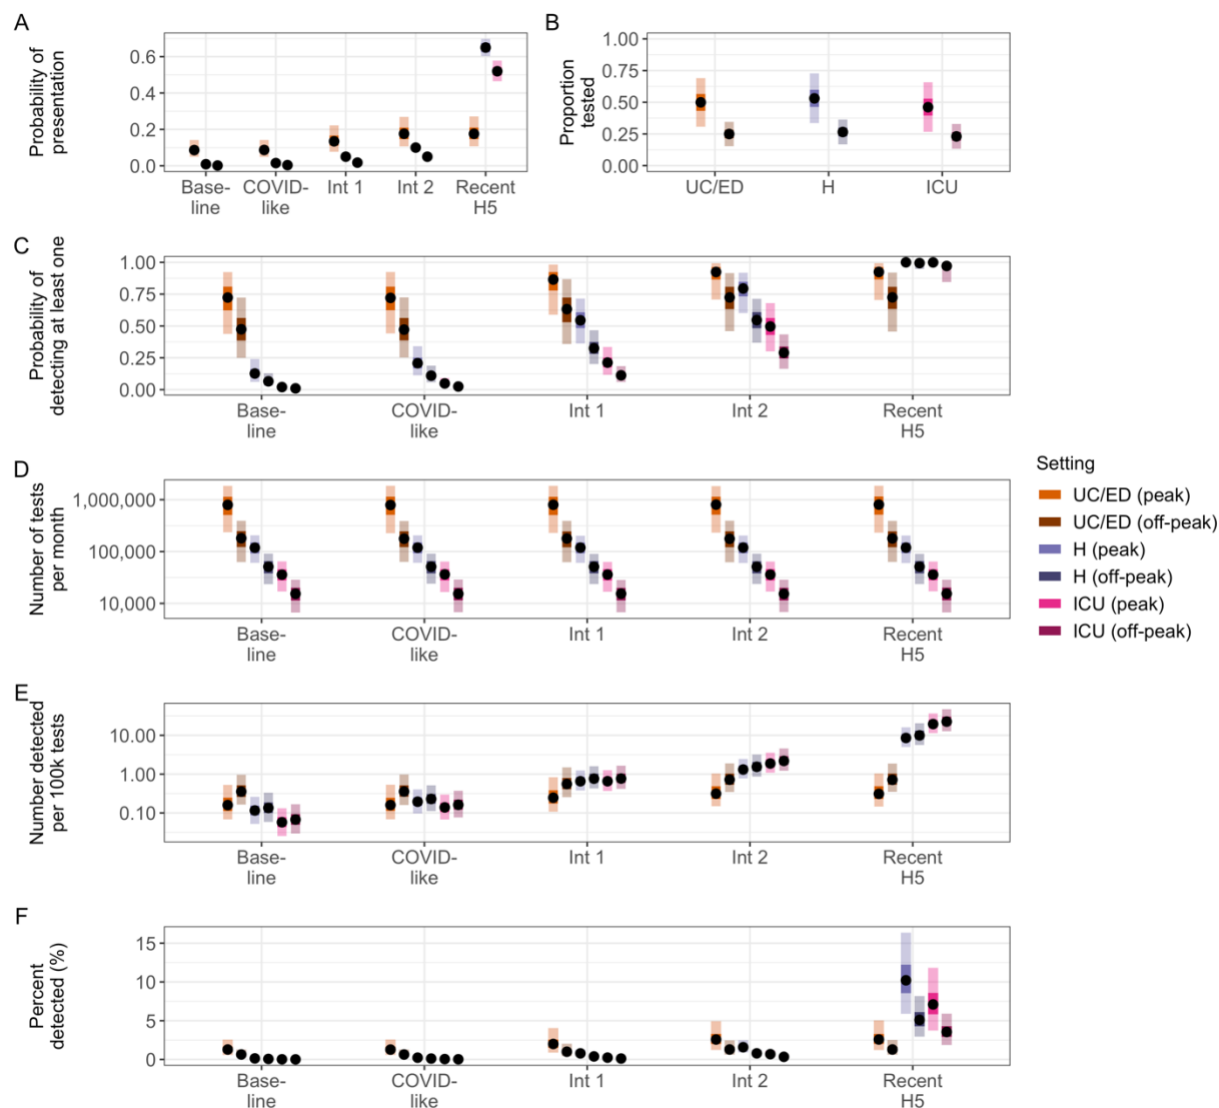 A
Probability of
presentation
0.6
0.4
0.2
0.0
Base-
line
COVID-
like
Int 1
Int 2
Recent
H5
B
Proportion
tested
1.00
0.75
0.50
0.25
0.00
UC/ED
H
ICU
C
Probability of
detecting at least one
1.00
0.75
0.50
0.25
0.00
Base-
line
COVID-
like
Int 1
Int 2
Recent
H5
D
Number of tests
per month
1,000,000
100,000
10,000
Base-
line
COVID-
like
Int 1
Int 2
Recent
H5
E
Number detected
per 100k tests
10.00
1.00
0.10
Base-
line
COVID-
like
Int 1
Int 2
Recent
H5
F
Percent
detected (%)
15
10
5
0
Base-
line
COVID-
like
Int 1
Int 2
Recent
H5
Setting
UC/ED (peak)
UC/ED (off-peak)
H (peak)
H (off-peak)
ICU (peak)
ICU (off-peak)